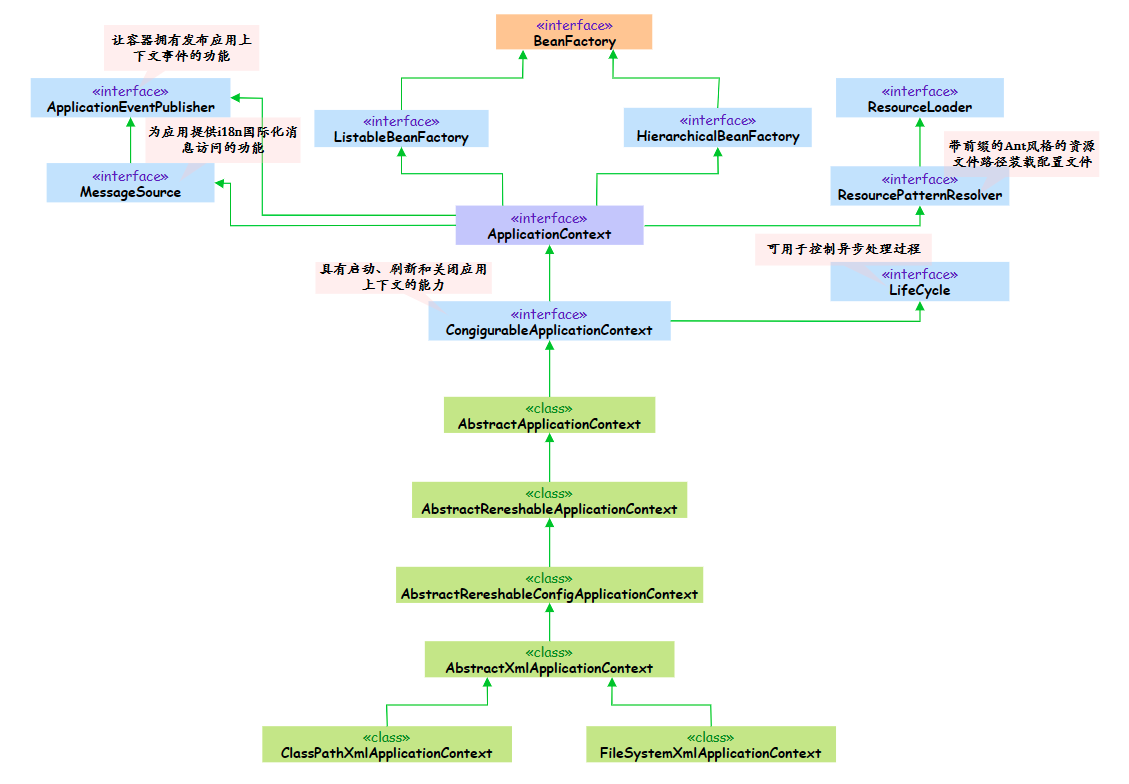 «interface»
BeanFactory
让容器拥有发布应用上
下文事件的功能
«interface»
ApplicationEventPublisher
«interface»
ListableBeanFactory
«interface»
HierarchicalBeanFactory
«interface»
ResourceLoader
为应用提供i18n国际化消
息访问的功能
带前缀的Ant风格的资源
文件路径装载配置文件
«interface»
MessageSource
«interface»
ResourcePatternResolver
«interface»
ApplicationContext
可用于控制异步处理过程
具有启动、刷新和关闭应用
上下文的能力
«interface»
LifeCycle
«interface»
CongigurableApplicationContext
«class»
AbstractApplicationContext
«class»
AbstractRereshableApplicationContext
«class»
AbstractRereshableConfigApplicationContext
«class»
AbstractXmlApplicationContext
«class»
ClassPathXmlApplicationContext
«class»
FileSystemXmlApplicationContext